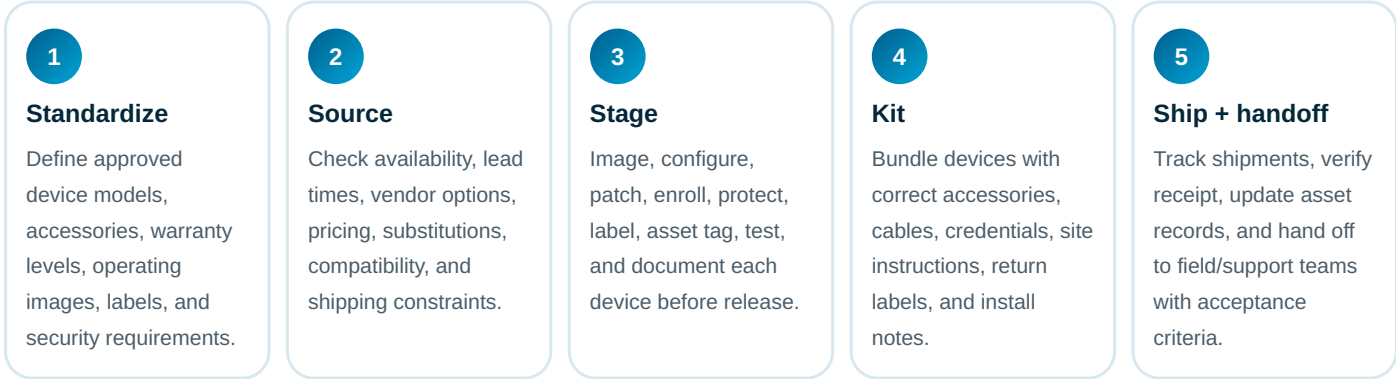 1
Standardize
Define approved
device models,
accessories, warranty
levels, operating
images, labels, and
security requirements.
2
Source
Check availability, lead
times, vendor options,
pricing, substitutions,
compatibility, and
shipping constraints.
3
Stage
Image, configure,
patch, enroll, protect,
label, asset tag, test,
and document each
device before release.
4
Kit
Bundle devices with
correct accessories,
cables, credentials, site
instructions, return
labels, and install
notes.
5
Ship + handoff
Track shipments, verify
receipt, update asset
records, and hand off
to field/support teams
with acceptance
criteria.